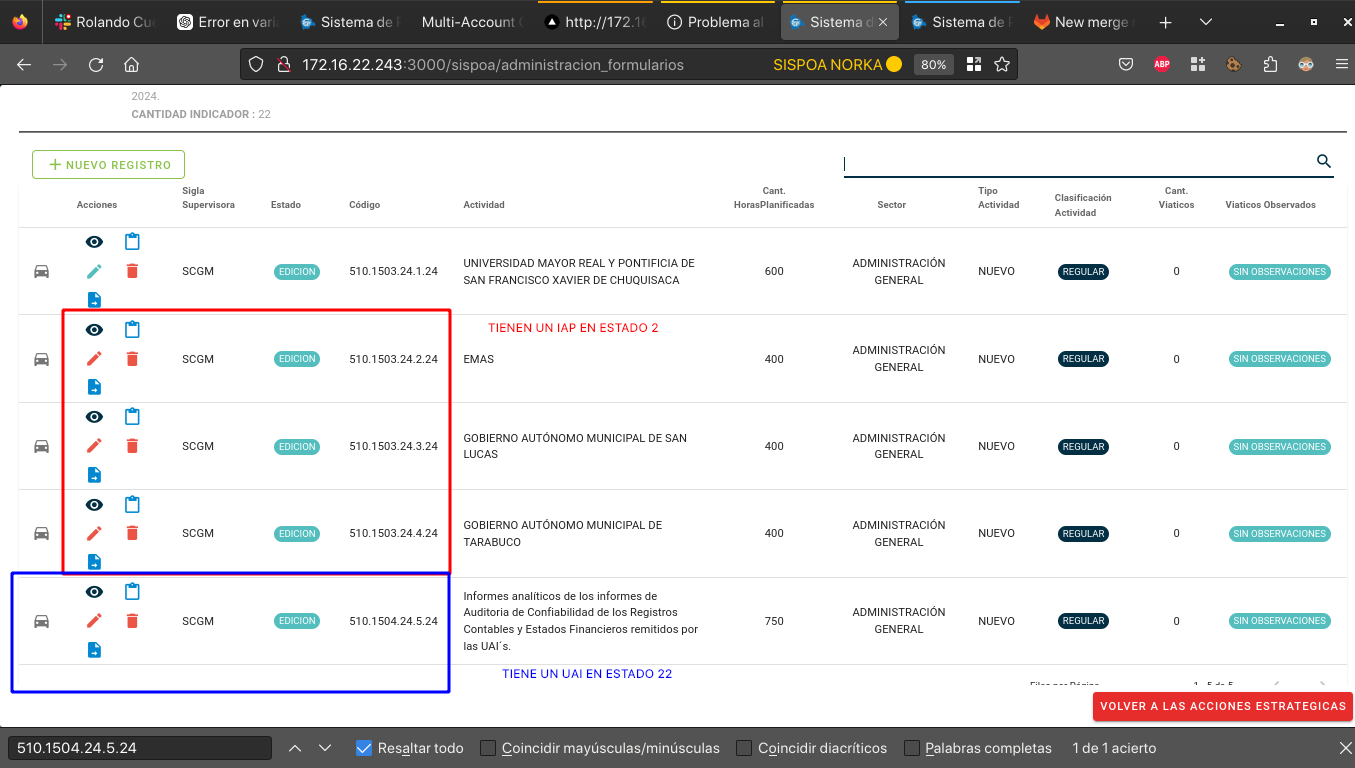 Rolando Cue
Error en varia
Sistema de P
Multi-Account C
http://172.16
Problema al
Sistema d
Sistema de P
New merge
172.16.22.243:3000/sispoa/administracion_formularios
SISPOA NORKA
80%
ABP
2024.
CANTIDAD INDICADOR : 22
NUEVO REGISTRO
Acciones
Sigla Supervisora
Estado
Código
Actividad
Cant. HorasPlanificadas
Sector
Tipo Actividad
Clasificación Actividad
Cant. Viaticos
Viaticos Observados
SCGM
EDICION
510.1503.24.1.24
UNIVERSIDAD MAYOR REAL Y PONTIFICIA DE
SAN FRANCISCO XAVIER DE CHUQUISACA
600
ADMINISTRACIÓN
GENERAL
NUEVO
REGULAR
0
SIN OBSERVACIONES
TIENEN UN IAP EN ESTADO 2
SCGM
EDICION
510.1503.24.2.24
EMAS
400
ADMINISTRACIÓN
GENERAL
NUEVO
REGULAR
0
SIN OBSERVACIONES
SCGM
EDICION
510.1503.24.3.24
GOBIERNO AUTÓNOMO MUNICIPAL DE SAN
LUCAS
400
ADMINISTRACIÓN
GENERAL
NUEVO
REGULAR
0
SIN OBSERVACIONES
SCGM
EDICION
510.1503.24.4.24
GOBIERNO AUTÓNOMO MUNICIPAL DE
TARABUCO
400
ADMINISTRACIÓN
GENERAL
NUEVO
REGULAR
0
SIN OBSERVACIONES
SCGM
EDICION
510.1504.24.5.24
Informes analíticos de los informes de
Auditoria de Confiabilidad de los Registros
Contables y Estados Financieros remitidos por
las UAI´s.
750
ADMINISTRACIÓN
GENERAL
NUEVO
REGULAR
0
SIN OBSERVACIONES
TIENE UN UAI EN ESTADO 22
Filas por Página
1 - 5 de 5
VOLVER A LAS ACCIONES ESTRATEGICAS
510.1504.24.5.24
Resaltar todo
Coincidir mayúsculas/minúsculas
Coincidir diacríticos
Palabras completas
1 de 1 acierto